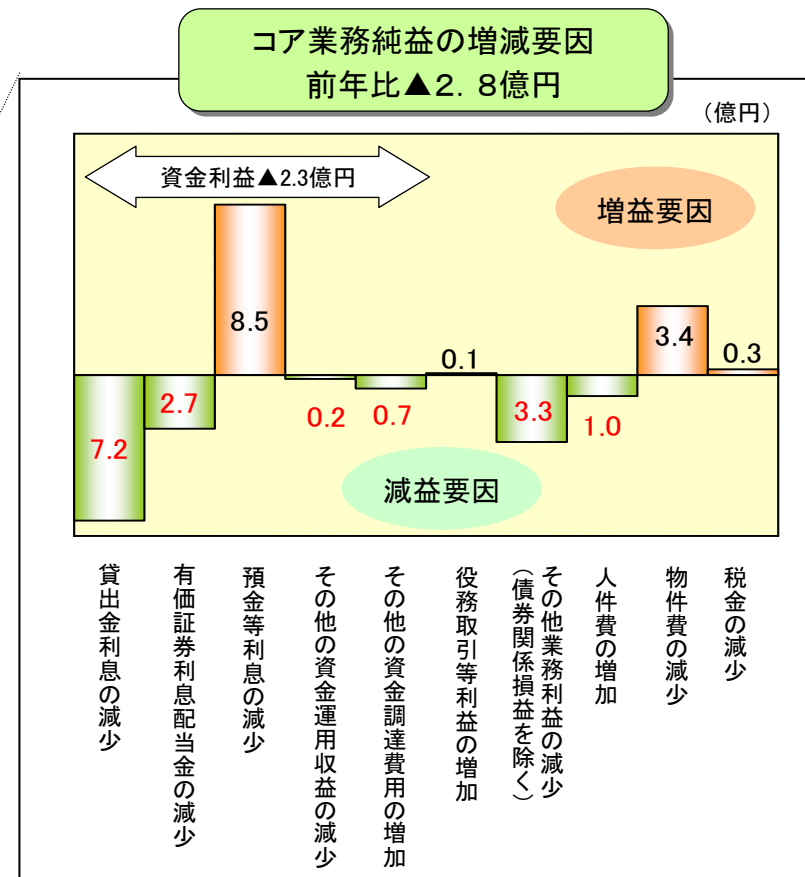 コア業務純益の増減要因
前年比▲2.8億円
（億円）
資金利益▲2.3億円
増益要因
8.5
3.4
0.1
0.3
2.7
0.2
0.7
3.3
1.0
7.2
減益要因
貸出金利息の減少
有価証券利息配当金の減少
預金等利息の減少
その他の資金運用収益の減少
その他の資金調達費用の増加
役務取引等利益の増加
その他業務利益の減少
（債券関係損益を除く）
人件費の増加
物件費の減少
税金の減少